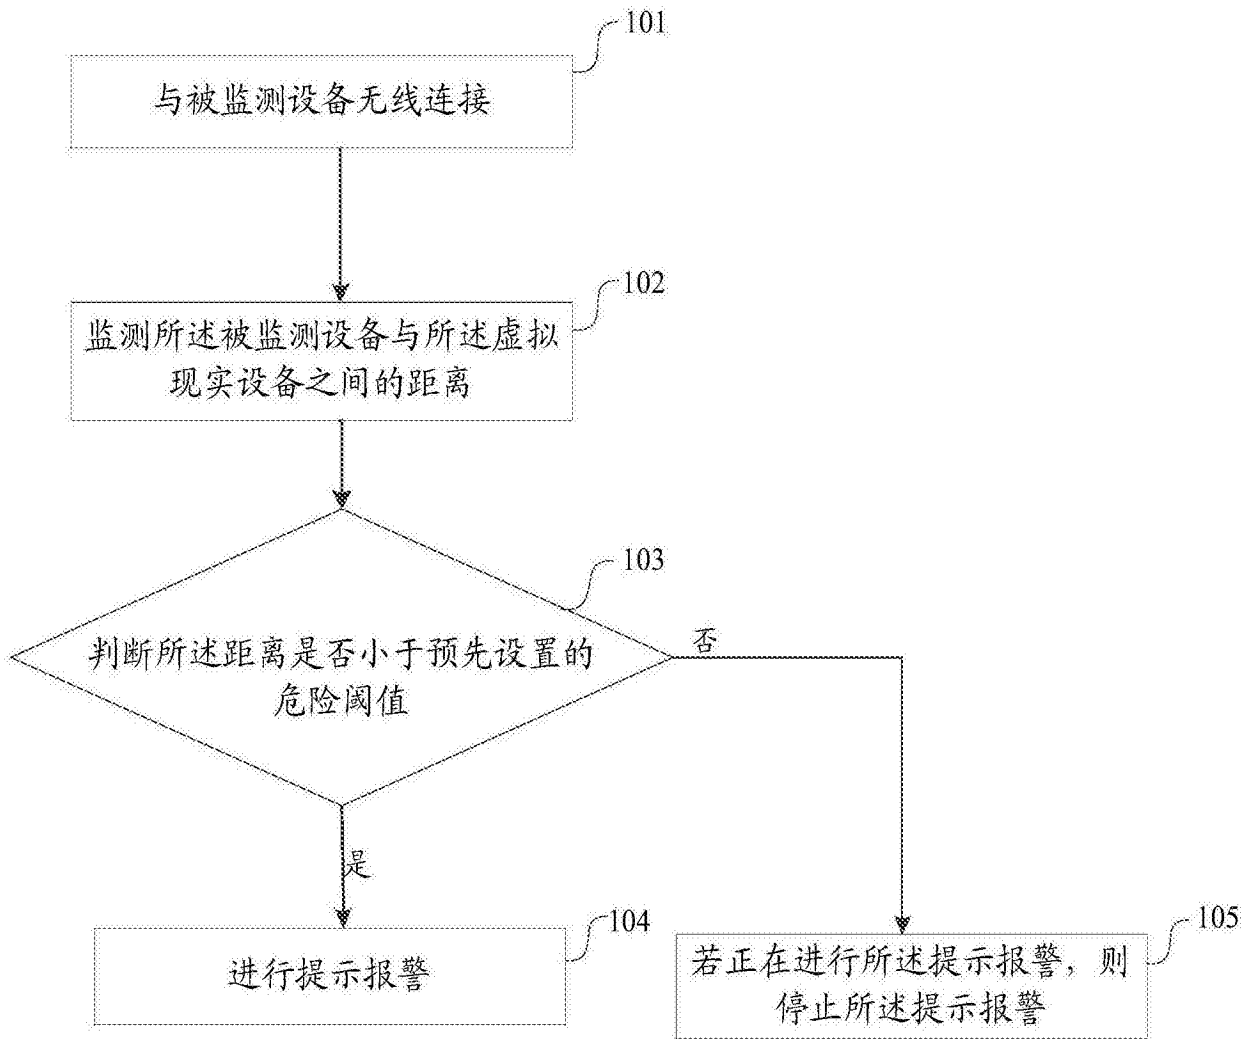 101
与被监测设备无线连接
102
监测所述被监测设备与所述虚拟
现实设备之间的距离
103
判断所述距离是否小于预先设置的
危险阈值
否
是
104
进行提示报警
105
若正在进行所述提示报警，则
停止所述提示报警